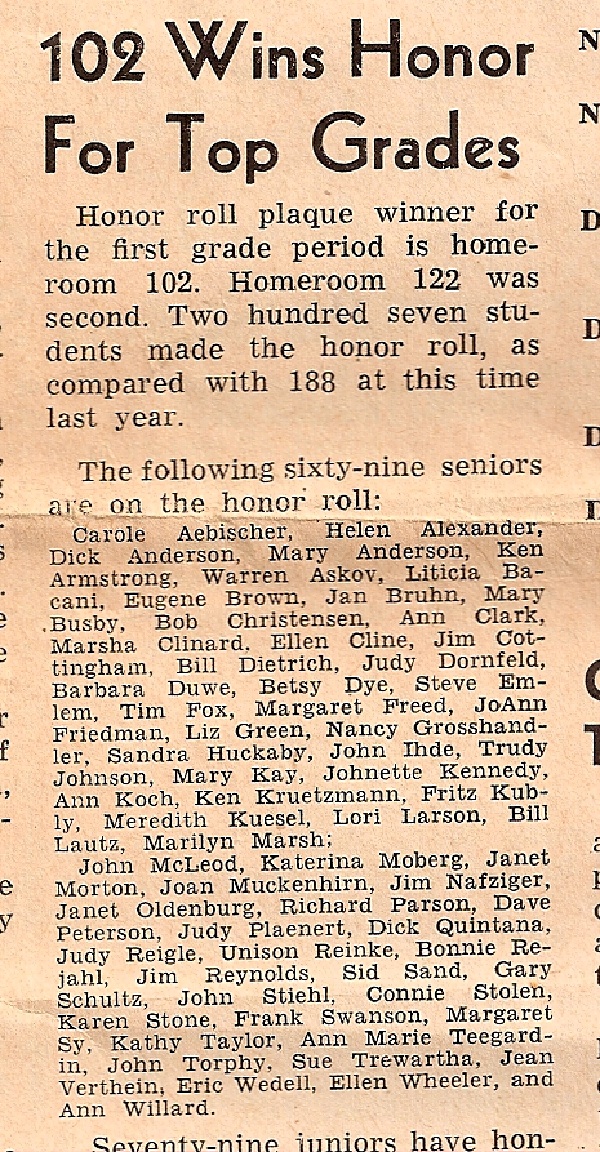 102 Wins Honor
For Top Grades
Honor roll plaque winner for
the first grade period is home-
room 102. Homeroom 122 was
second. Two hundred seven stu-
dents made the honor roll, as
compared with 188 at this time
last year.
The following sixty-nine seniors
are on the honor roll:
Carole Aebischer, Helen Alexander,
Dick Anderson, Mary Anderson, Ken
Armstrong, Warren Askov, Liticia Ba-
cani, Eugene Brown, Jan Bruhn, Mary
Busby, Bob Christensen, Ann Clark,
Marsha Clinard, Ellen Cline, Jim Cot-
tingham, Bill Dietrich, Judy Dornfeld,
Barbara Duwe, Betsy Dye, Steve Em-
lem, Tim Fox, Margaret Freed, JoAnn
Friedman, Liz Green, Nancy Grosshand-
ler, Sandra Huckaby, John Ihde, Trudy
Johnson, Mary Kay, Johnette Kennedy,
Ann Koch, Ken Kruetzmann, Fritz Kub-
ly, Meredith Kuesel, Lori Larson, Bill
Lautz, Marilyn Marsh;
John McLeod, Katerina Moberg, Janet
Morton, Joan Muckenhirn, Jim Nafziger,
Janet Oldenburg, Richard Parson, Dave
Peterson, Judy Plaenert, Dick Quintana,
Judy Reigle, Unison Reinke, Bonnie Re-
jahl, Jim Reynolds, Sid Sand, Gary
Schultz, John Stiehl, Connie Stolen,
Karen Stone, Frank Swanson, Margaret
Sy, Kathy Taylor, Ann Marie Teegard-
in, John Torphy, Sue Trewartha, Jean
Verthein, Eric Wedell, Ellen Wheeler, and
Ann Willard.
Seventy-nine juniors have hon-